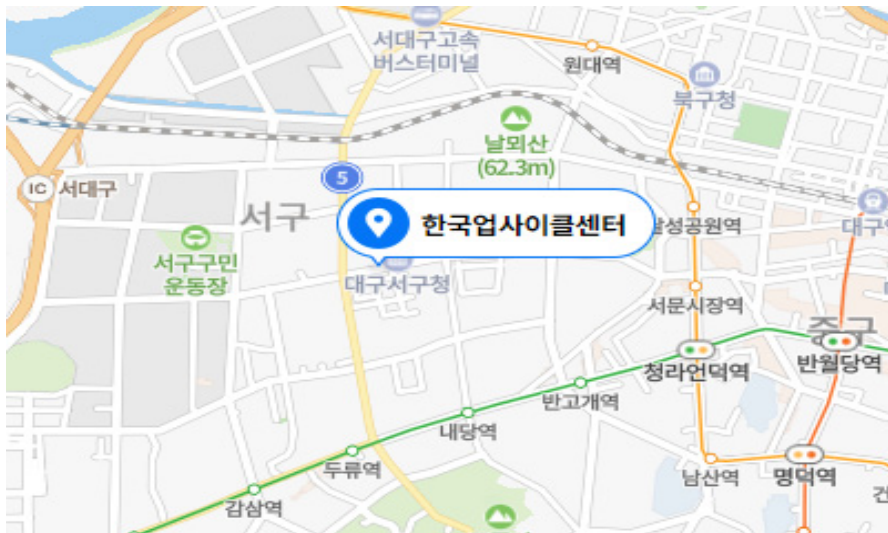 서대구고속
버스터미널
원대역
북구청
날뫼산
(62.3m)
IC
서대구
5
서구
한국업사이클센터
달성공원역
서구구민
운동장
대구서구청
서문시장역
중구
청라언덕역
반월당역
반고개역
내당역
두류역
남산역
명덕역
감삼역